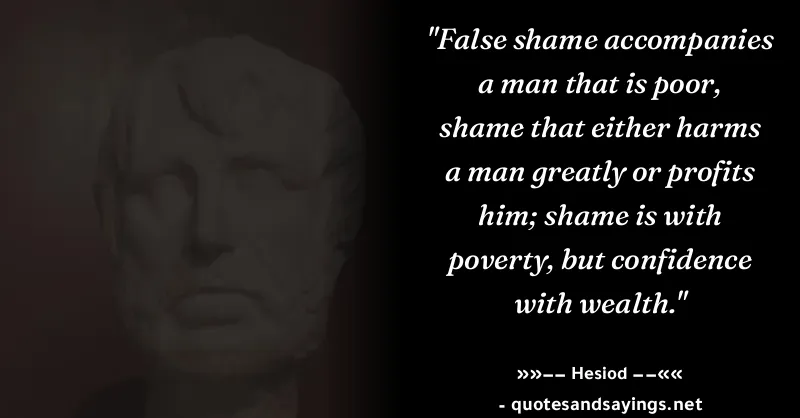 "False shame accompanies
a man that is poor,
shame that either harms
a man greatly or profits
him; shame is with
poverty, but confidence
with wealth."
»»−− Hesiod −−««
- quotesandsayings.net